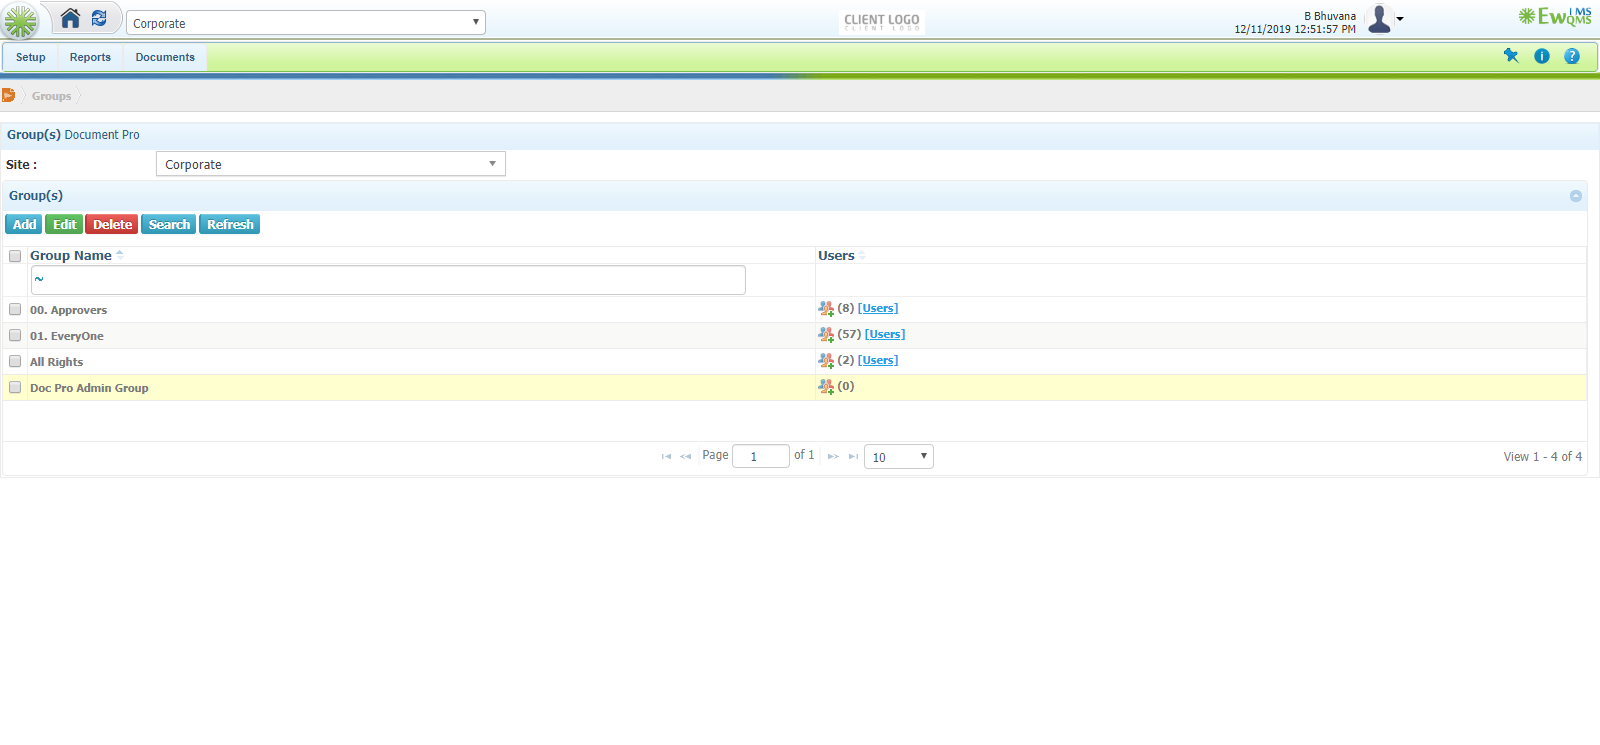 Corporate
CLIENT LOGO
CLIENT LOGO
B Bhuvana
12/11/2019 12:51:57 PM
EwQMS
IMS
Setup Reports Documents
Groups
Group(s) Document Pro
Site : Corporate
Group(s)
Add Edit Delete Search Refresh
Group Name Users
~
00. Approvers (8) [Users]
01. EveryOne (57) [Users]
All Rights (2) [Users]
Doc Pro Admin Group (0)
Page 1 of 1 10 View 1 - 4 of 4